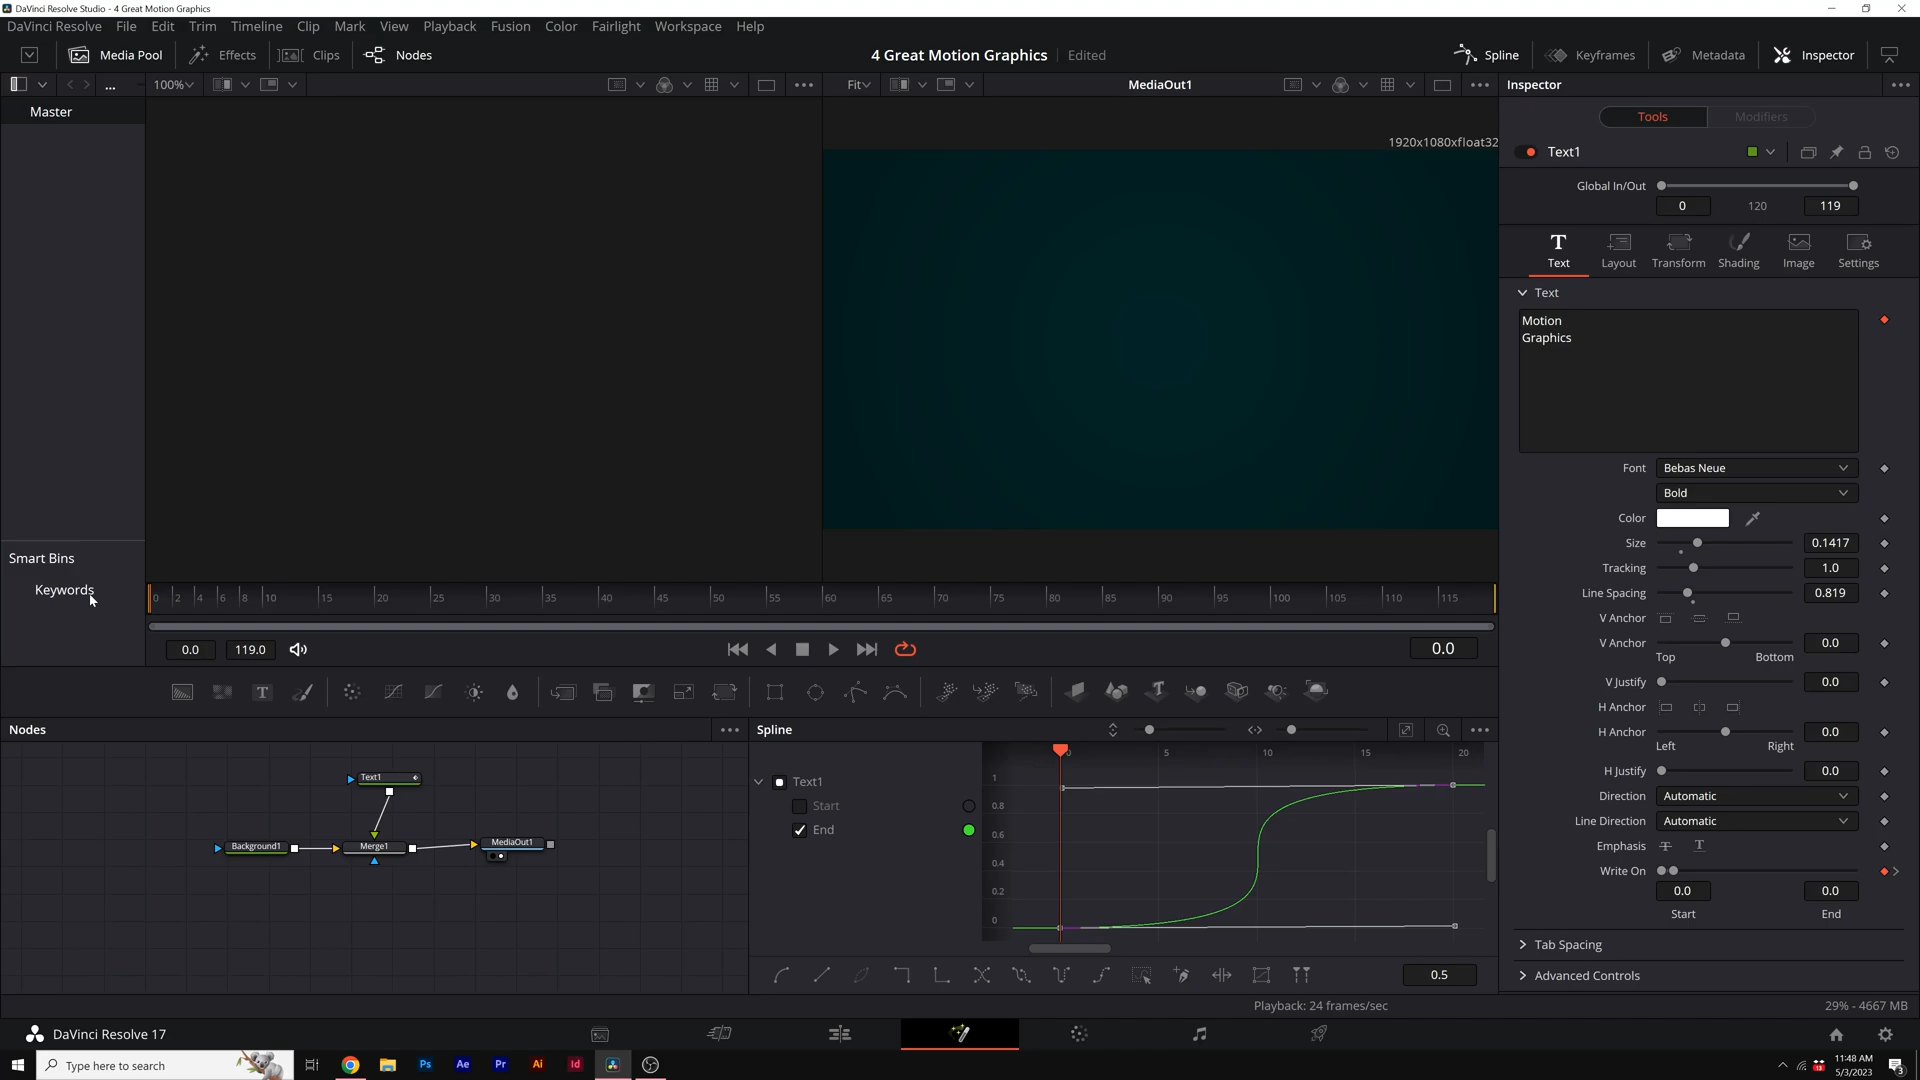 DaVinci Resolve Studio - 4 Great Motion Graphics
DaVinci Resolve File Edit Trim Timeline Clip Mark View Playback Fusion Color Fairlight Workspace Help
Media Pool Effects Clips Nodes 4 Great Motion Graphics Edited Spline Keyframes Metadata Inspector
... 100% Fit MediaOut1 Inspector
Master
1920x1080xfloat32
Tools Modifiers
Text1
Global In/Out
0 120 119
Text Layout Transform Shading Image Settings
Text
Motion
Graphics
Font Bebas Neue
Bold
Color
Size 0.1417
Tracking 1.0
Line Spacing 0.819
V Anchor
V Anchor 0.0
Top Bottom
V Justify 0.0
H Anchor
H Anchor 0.0
Left Right
H Justify 0.0
Direction Automatic
Line Direction Automatic
Emphasis
Write On
0.0 0.0
Start End
Tab Spacing
Advanced Controls
Smart Bins
Keywords
0 2 4 6 8 10 15 20 25 30 35 40 45 50 55 60 65 70 75 80 85 90 95 100 105 110 115
0.0 119.0 0.0
Nodes
Text1
Background1 Merge1 MediaOut1
Spline
0 5 10 15 20
Text1
Start
End
1
0.8
0.6
0.4
0.2
0
0.5
Playback: 24 frames/sec 29% - 4667 MB
DaVinci Resolve 17
Type here to search
Ps Ae Pr Ai Id
11:48 AM
5/3/2023
3